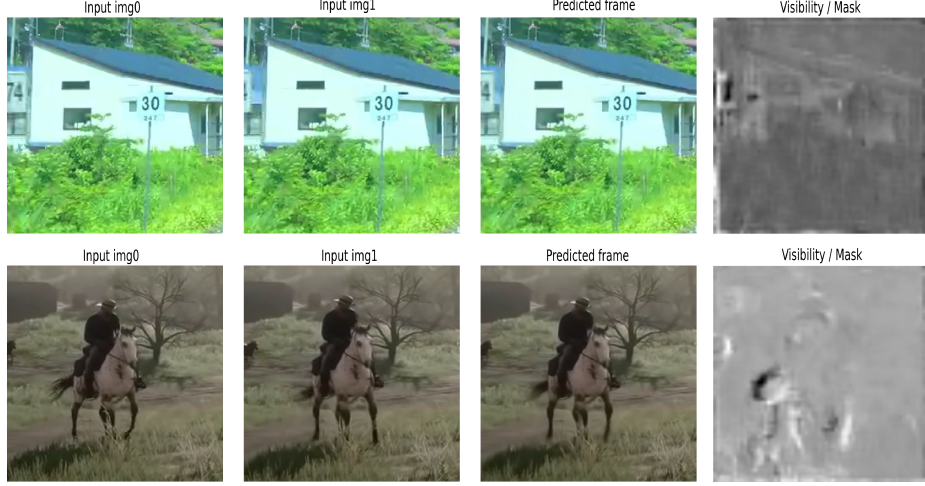 Input img0
Input img1
Predicted frame
Visibility / Mask
74
30
247
30
247
4
30
247
Input img0
Input img1
Predicted frame
Visibility / Mask